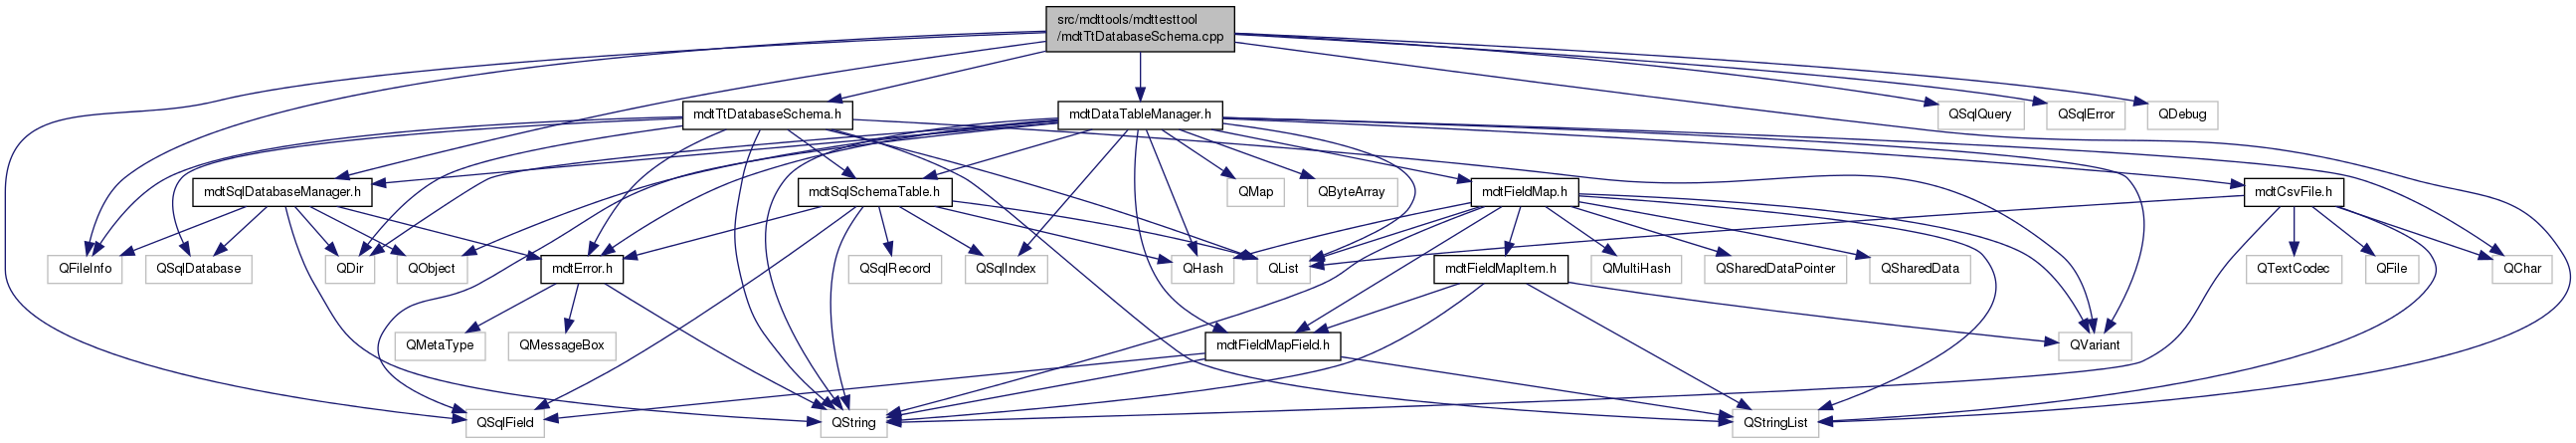 src/mdttools/mdttesttool
/mdtTtDatabaseSchema.cpp
mdtTtDatabaseSchema.h
mdtDataTableManager.h
QSqlQuery
QSqlError
QDebug
mdtSqlDatabaseManager.h
mdtSqlSchemaTable.h
QMap
QByteArray
mdtFieldMap.h
mdtCsvFile.h
QFileInfo
QSqlDatabase
QDir
QObject
mdtError.h
QSqlRecord
QSqlIndex
QHash
QList
mdtFieldMapItem.h
QMultiHash
QSharedDataPointer
QSharedData
QTextCodec
QFile
QChar
QMetaType
QMessageBox
mdtFieldMapField.h
QVariant
QSqlField
QString
QStringList